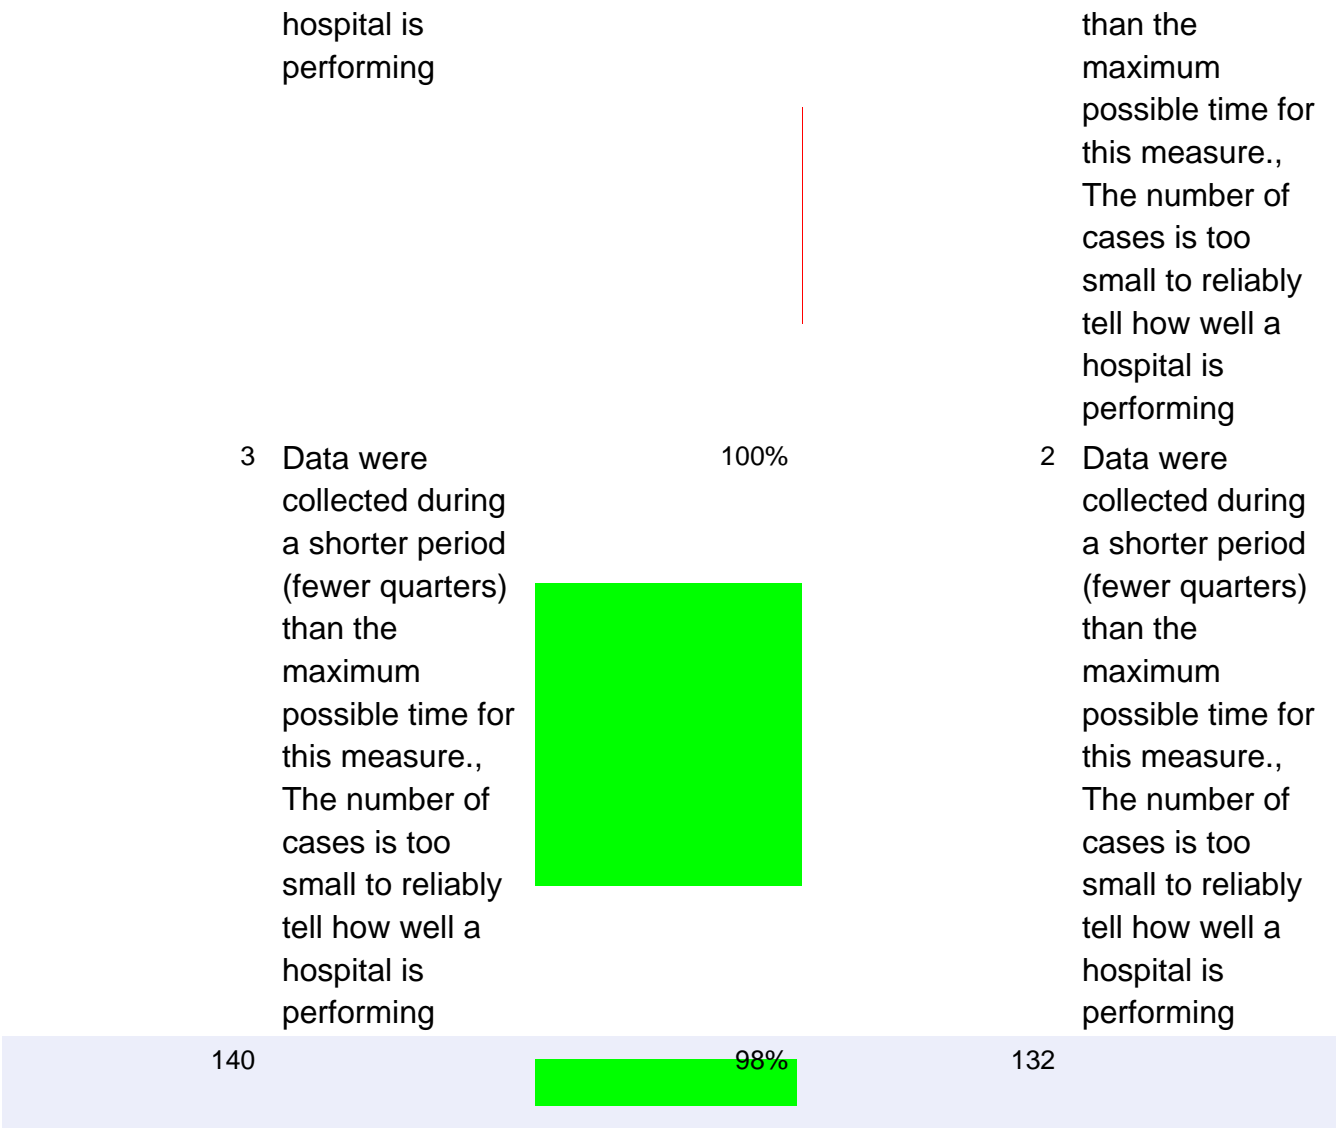 hospital is
performing
than the
maximum
possible time for
this measure.,
The number of
cases is too
small to reliably
tell how well a
hospital is
performing
3
Data were
collected during
a shorter period
(fewer quarters)
than the
maximum
possible time for
this measure.,
The number of
cases is too
small to reliably
tell how well a
hospital is
performing
100%
2
Data were
collected during
a shorter period
(fewer quarters)
than the
maximum
possible time for
this measure.,
The number of
cases is too
small to reliably
tell how well a
hospital is
performing
140
98%
132